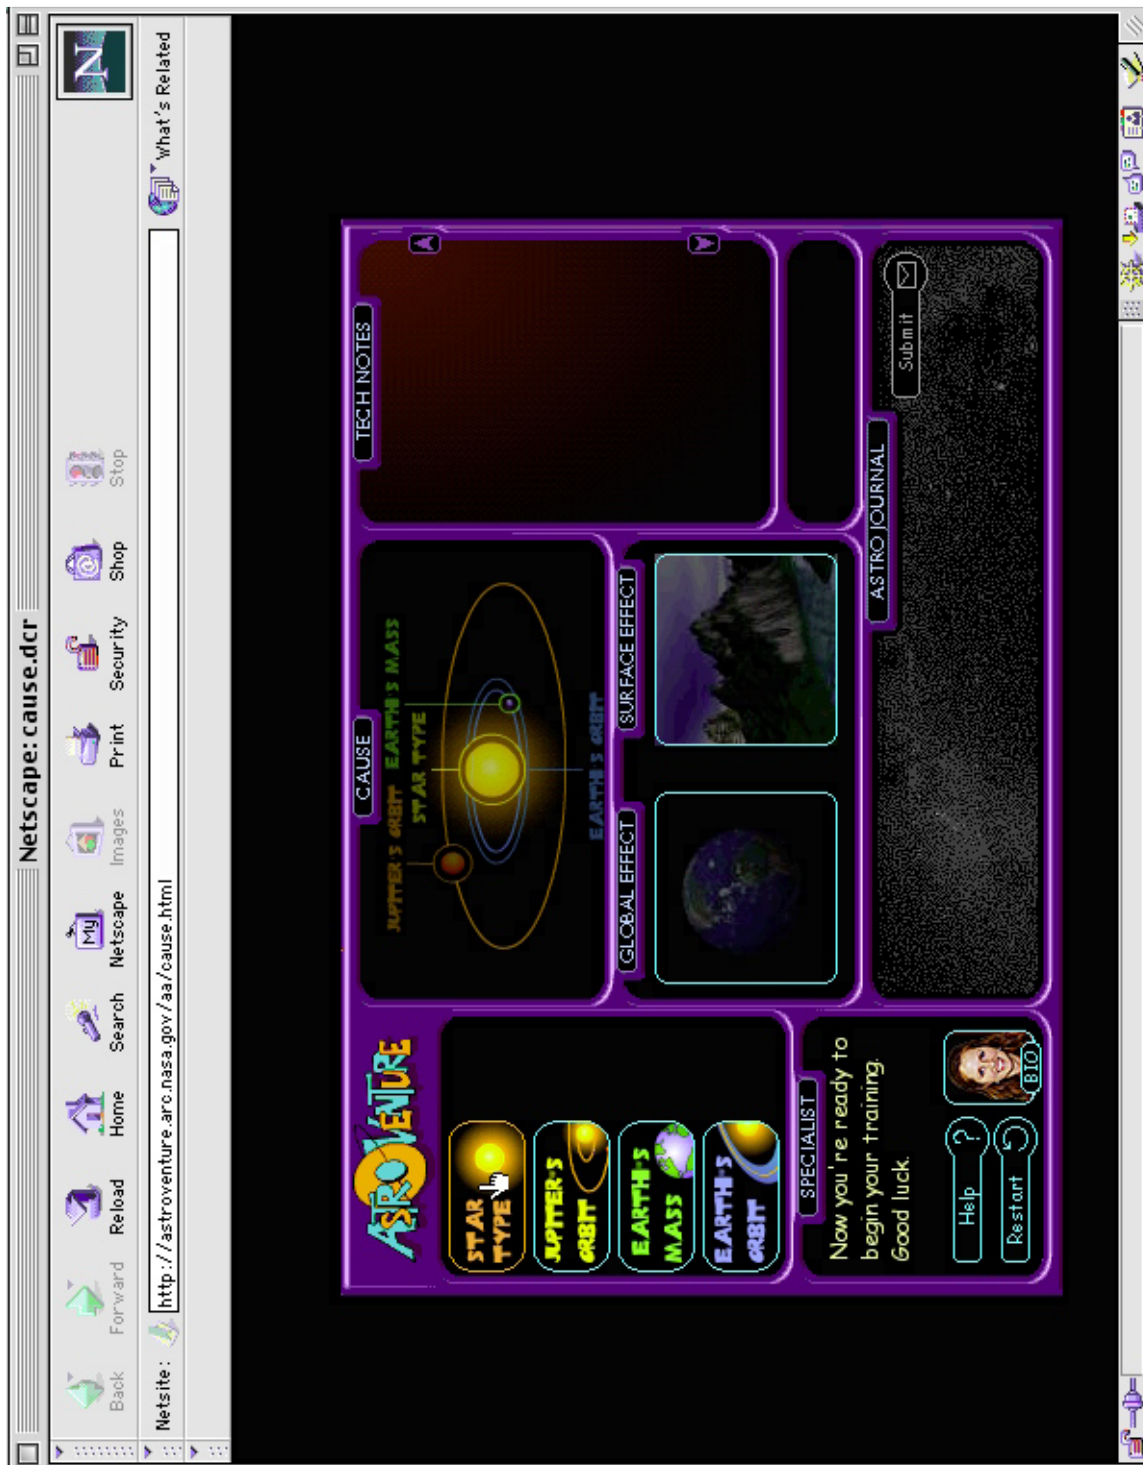 Netscape: cause.dcr
Back Forward Reload Home Search Netscape Images Print Security Shop Stop
My
N
Netsite: http://astroventure.arc.nasa.gov/aa/cause.html What's Related
ASTROVENTURE
STAR
TYPE
JUPITER'S
ORBIT
EARTH'S
MASS
EARTH'S
ORBIT
CAUSE
JUPITER'S ORBIT EARTH'S MASS
STAR TYPE
EARTH'S ORBIT
TECH NOTES
GLOBAL EFFECT
SURFACE EFFECT
SPECIALIST
Now you're ready to
begin your training.
Good luck.
Help ?
Restart
BIO
ASTRO JOURNAL
Submit